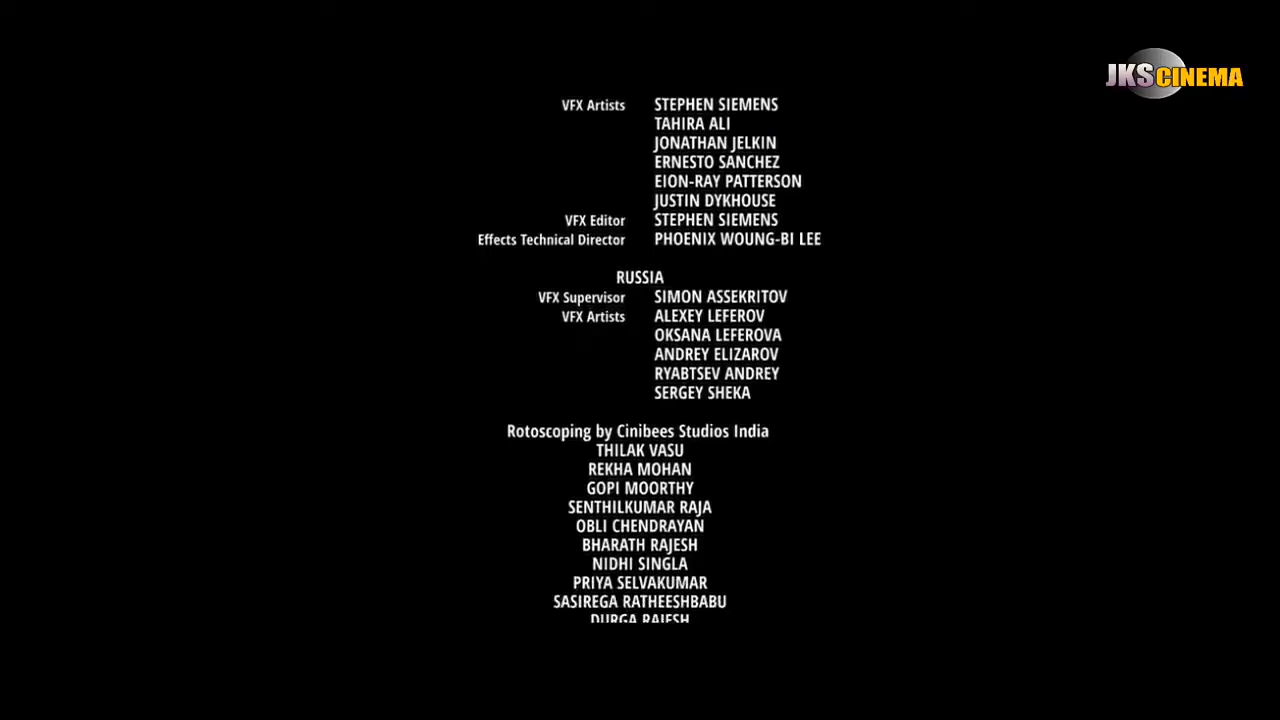 JKSCINEMA
VFX Artists STEPHEN SIEMENS
TAHIRA ALI
JONATHAN JELKIN
ERNESTO SANCHEZ
EION-RAY PATTERSON
JUSTIN DYKHOUSE
VFX Editor STEPHEN SIEMENS
Effects Technical Director PHOENIX WOUNG-BI LEE
RUSSIA
VFX Supervisor SIMON ASSEKRITOV
VFX Artists ALEXEY LEFEROV
OKSANA LEFEROVA
ANDREY ELIZAROV
RYABTSEV ANDREY
SERGEY SHEKA
Rotoscoping by Cinibees Studios India
THILAK VASU
REKHA MOHAN
GOPI MOORTHY
SENTHILKUMAR RAJA
OBLI CHENDRAYAN
BHARATH RAJESH
NIDHI SINGLA
PRIYA SELVAKUMAR
SASIREGA RATHEESHBABU
DURGA RAJESH